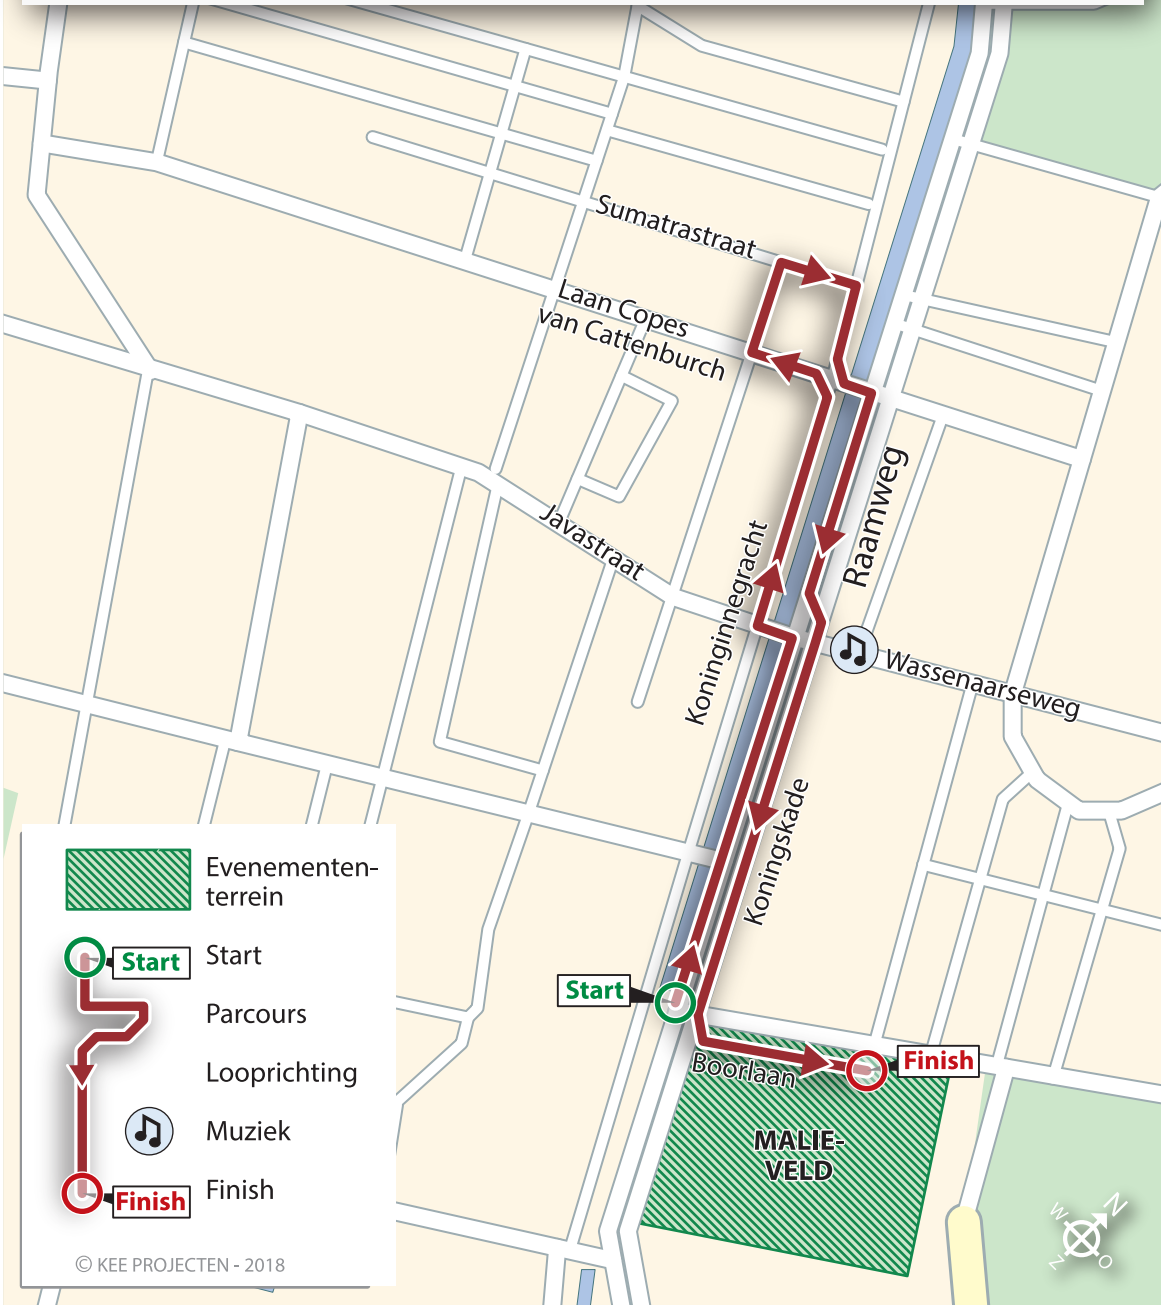 Sumatrastraat
Laan Copes
van Cattenburch
Javastraat
Koninginnegracht
Raamweg
Wassenaarseweg
Koningskade
Start
Boorlaan
Finish
MALIE-
VELD
Evenementen-
terrein
Start
Start
Parcours
Looprichting
Muziek
Finish
Finish
© KEE PROJECTEN - 2018
N
W
O
Z